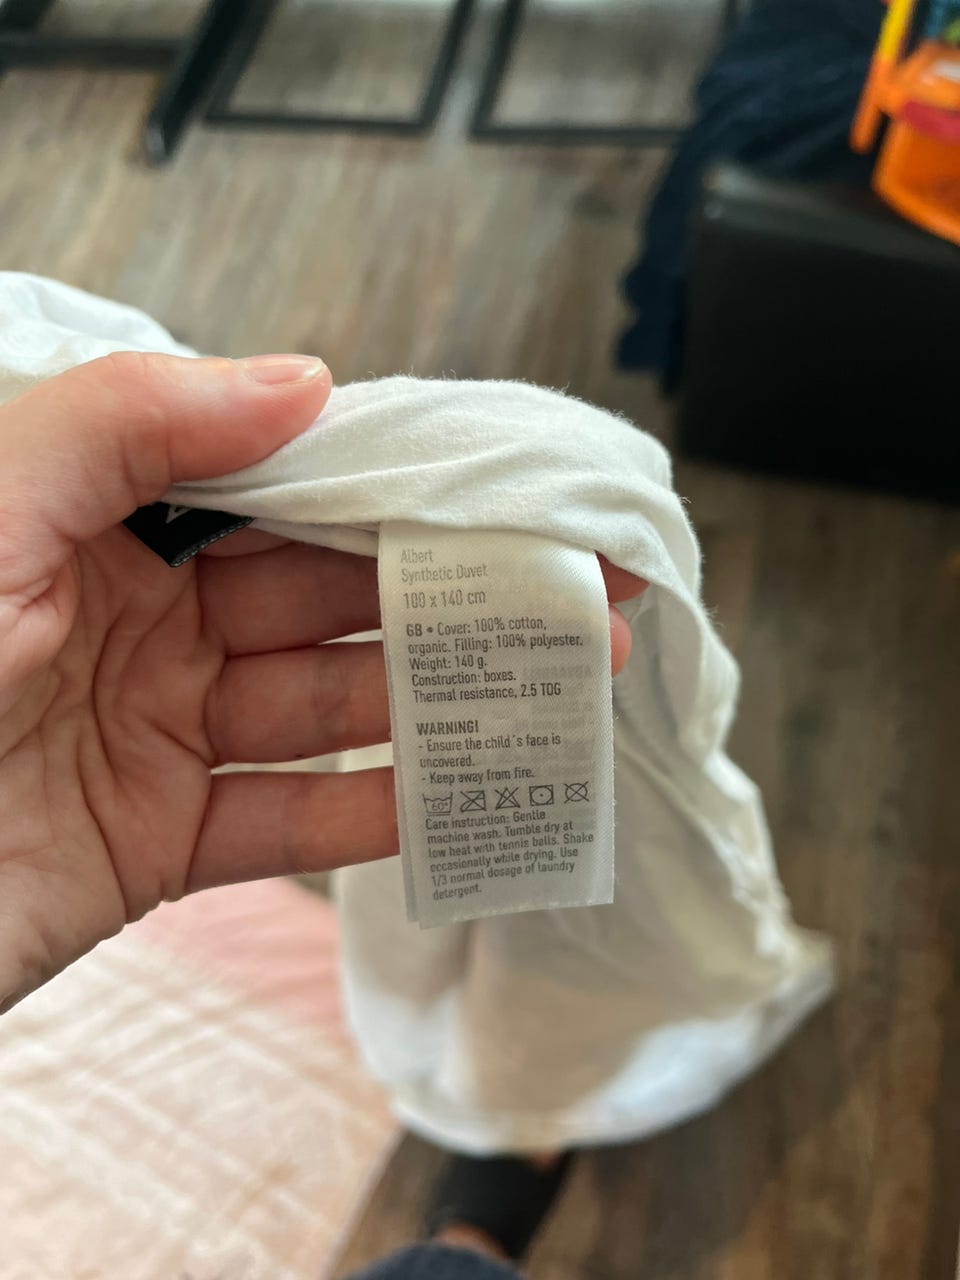 Albert
Synthetic Duvet
100 x 140 cm
GB • Cover: 100% cotton,
organic. Filling: 100% polyester.
Weight: 140 g.
Construction: boxes.
Thermal resistance, 2.5 TOG
WARNING!
- Ensure the child´s face is
uncovered.
- Keep away from fire.
60°
Care instruction: Gentle
machine wash. Tumble dry at
low heat with tennis balls. Shake
occasionally while drying. Use
1/3 normal dosage of laundry
detergent.